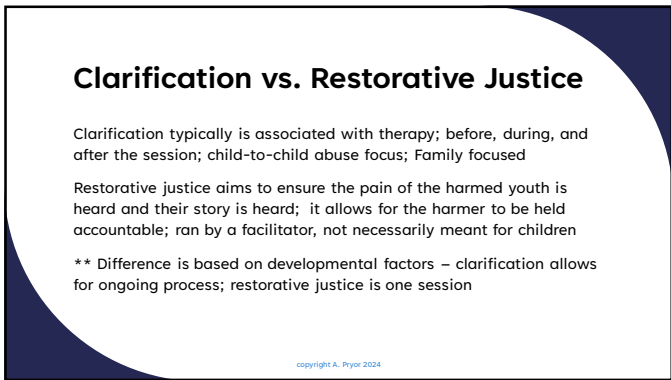 Clarification vs. Restorative Justice
Clarification typically is associated with therapy; before, during, and
after the session; child-to-child abuse focus; Family focused
Restorative justice aims to ensure the pain of the harmed youth is
heard and their story is heard;  it allows for the harmer to be held
accountable; ran by a facilitator, not necessarily meant for children
** Difference is based on developmental factors – clarification allows
for ongoing process; restorative justice is one session
copyright A. Pryor 2024